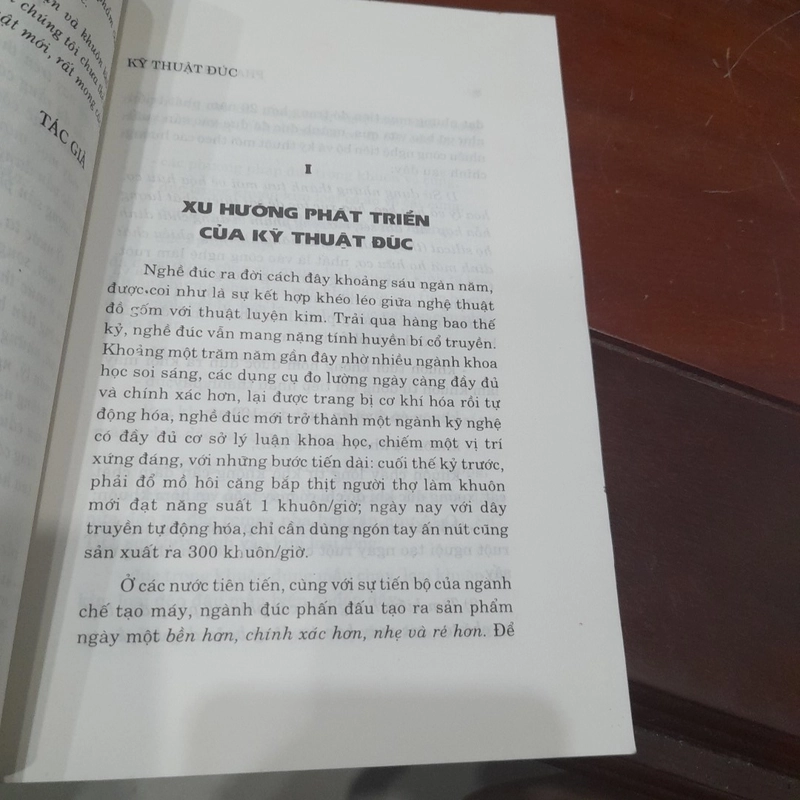 và khuôn
chúng tôi chưa
mới, rất mong
TÁC GIẢ
KỸ THUẬT ĐÚC
I
XU HƯỚNG PHÁT TRIỂN
CỦA KỸ THUẬT ĐÚC
Nghề đúc ra đời cách đây khoảng sáu ngàn năm,
được coi như là sự kết hợp khéo léo giữa nghệ thuật
đồ gốm với thuật luyện kim. Trải qua hàng bao thế
kỷ, nghề đúc vẫn mang nặng tính huyền bí cổ truyền.
Khoảng một trăm năm gần đây nhờ nhiều ngành khoa
học soi sáng, các dụng cụ đo lường ngày càng đầy đủ
và chính xác hơn, lại được trang bị cơ khí hóa rồi tự
động hóa, nghề đúc mới trở thành một ngành kỹ nghệ
có đầy đủ cơ sở lý luận khoa học, chiếm một vị trí
xứng đáng, với những bước tiến dài: cuối thế kỷ trước,
phải đổ mồ hôi căng bắp thịt người thợ làm khuôn
mới đạt năng suất 1 khuôn/giờ; ngày nay với dây
truyền tự động hóa, chỉ cần dùng ngón tay ấn nút cũng
sản xuất ra 300 khuôn/giờ.
Ở các nước tiên tiến, cùng với sự tiến bộ của nganh
chế tạo máy, ngành đúc phấn đấu tạo ra sản phẩm
ngày một bền hơn, chính xác hơn, nhẹ và rẻ hơn. Để